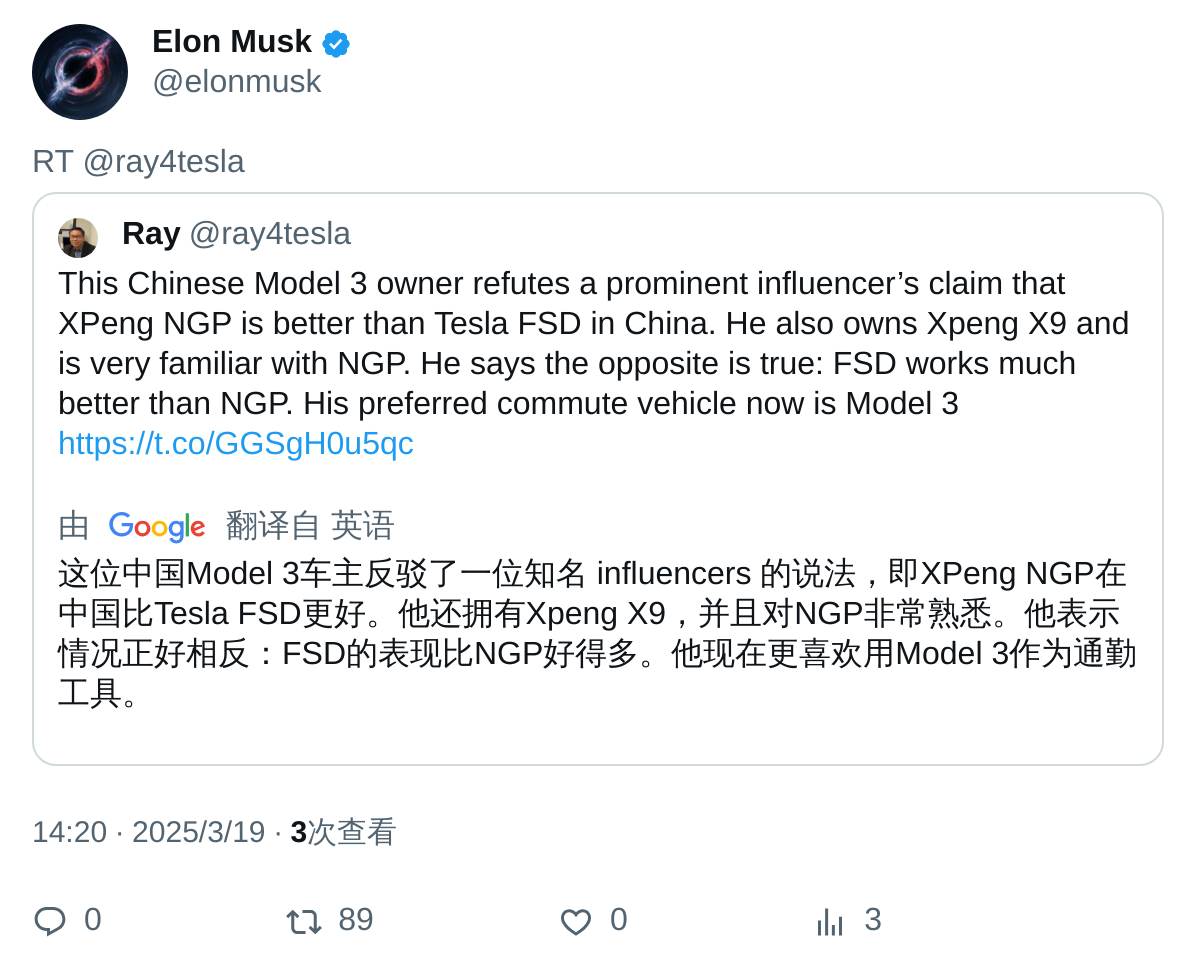 Elon Musk
@elonmusk
RT @ray4tesla
Ray @ray4tesla
This Chinese Model 3 owner refutes a prominent influencer’s claim that
XPeng NGP is better than Tesla FSD in China. He also owns Xpeng X9 and
is very familiar with NGP. He says the opposite is true: FSD works much
better than NGP. His preferred commute vehicle now is Model 3
https://t.co/GGSgH0u5qc
由 Google 翻译自 英语
这位中国Model 3车主反驳了一位知名 influencers 的说法，即XPeng NGP在
中国比Tesla FSD更好。他还拥有Xpeng X9，并且对NGP非常熟悉。他表示
情况正好相反：FSD的表现比NGP好得多。他现在更喜欢用Model 3作为通勤
工具。
14:20 · 2025/3/19 · 3次查看
0 89 0 3